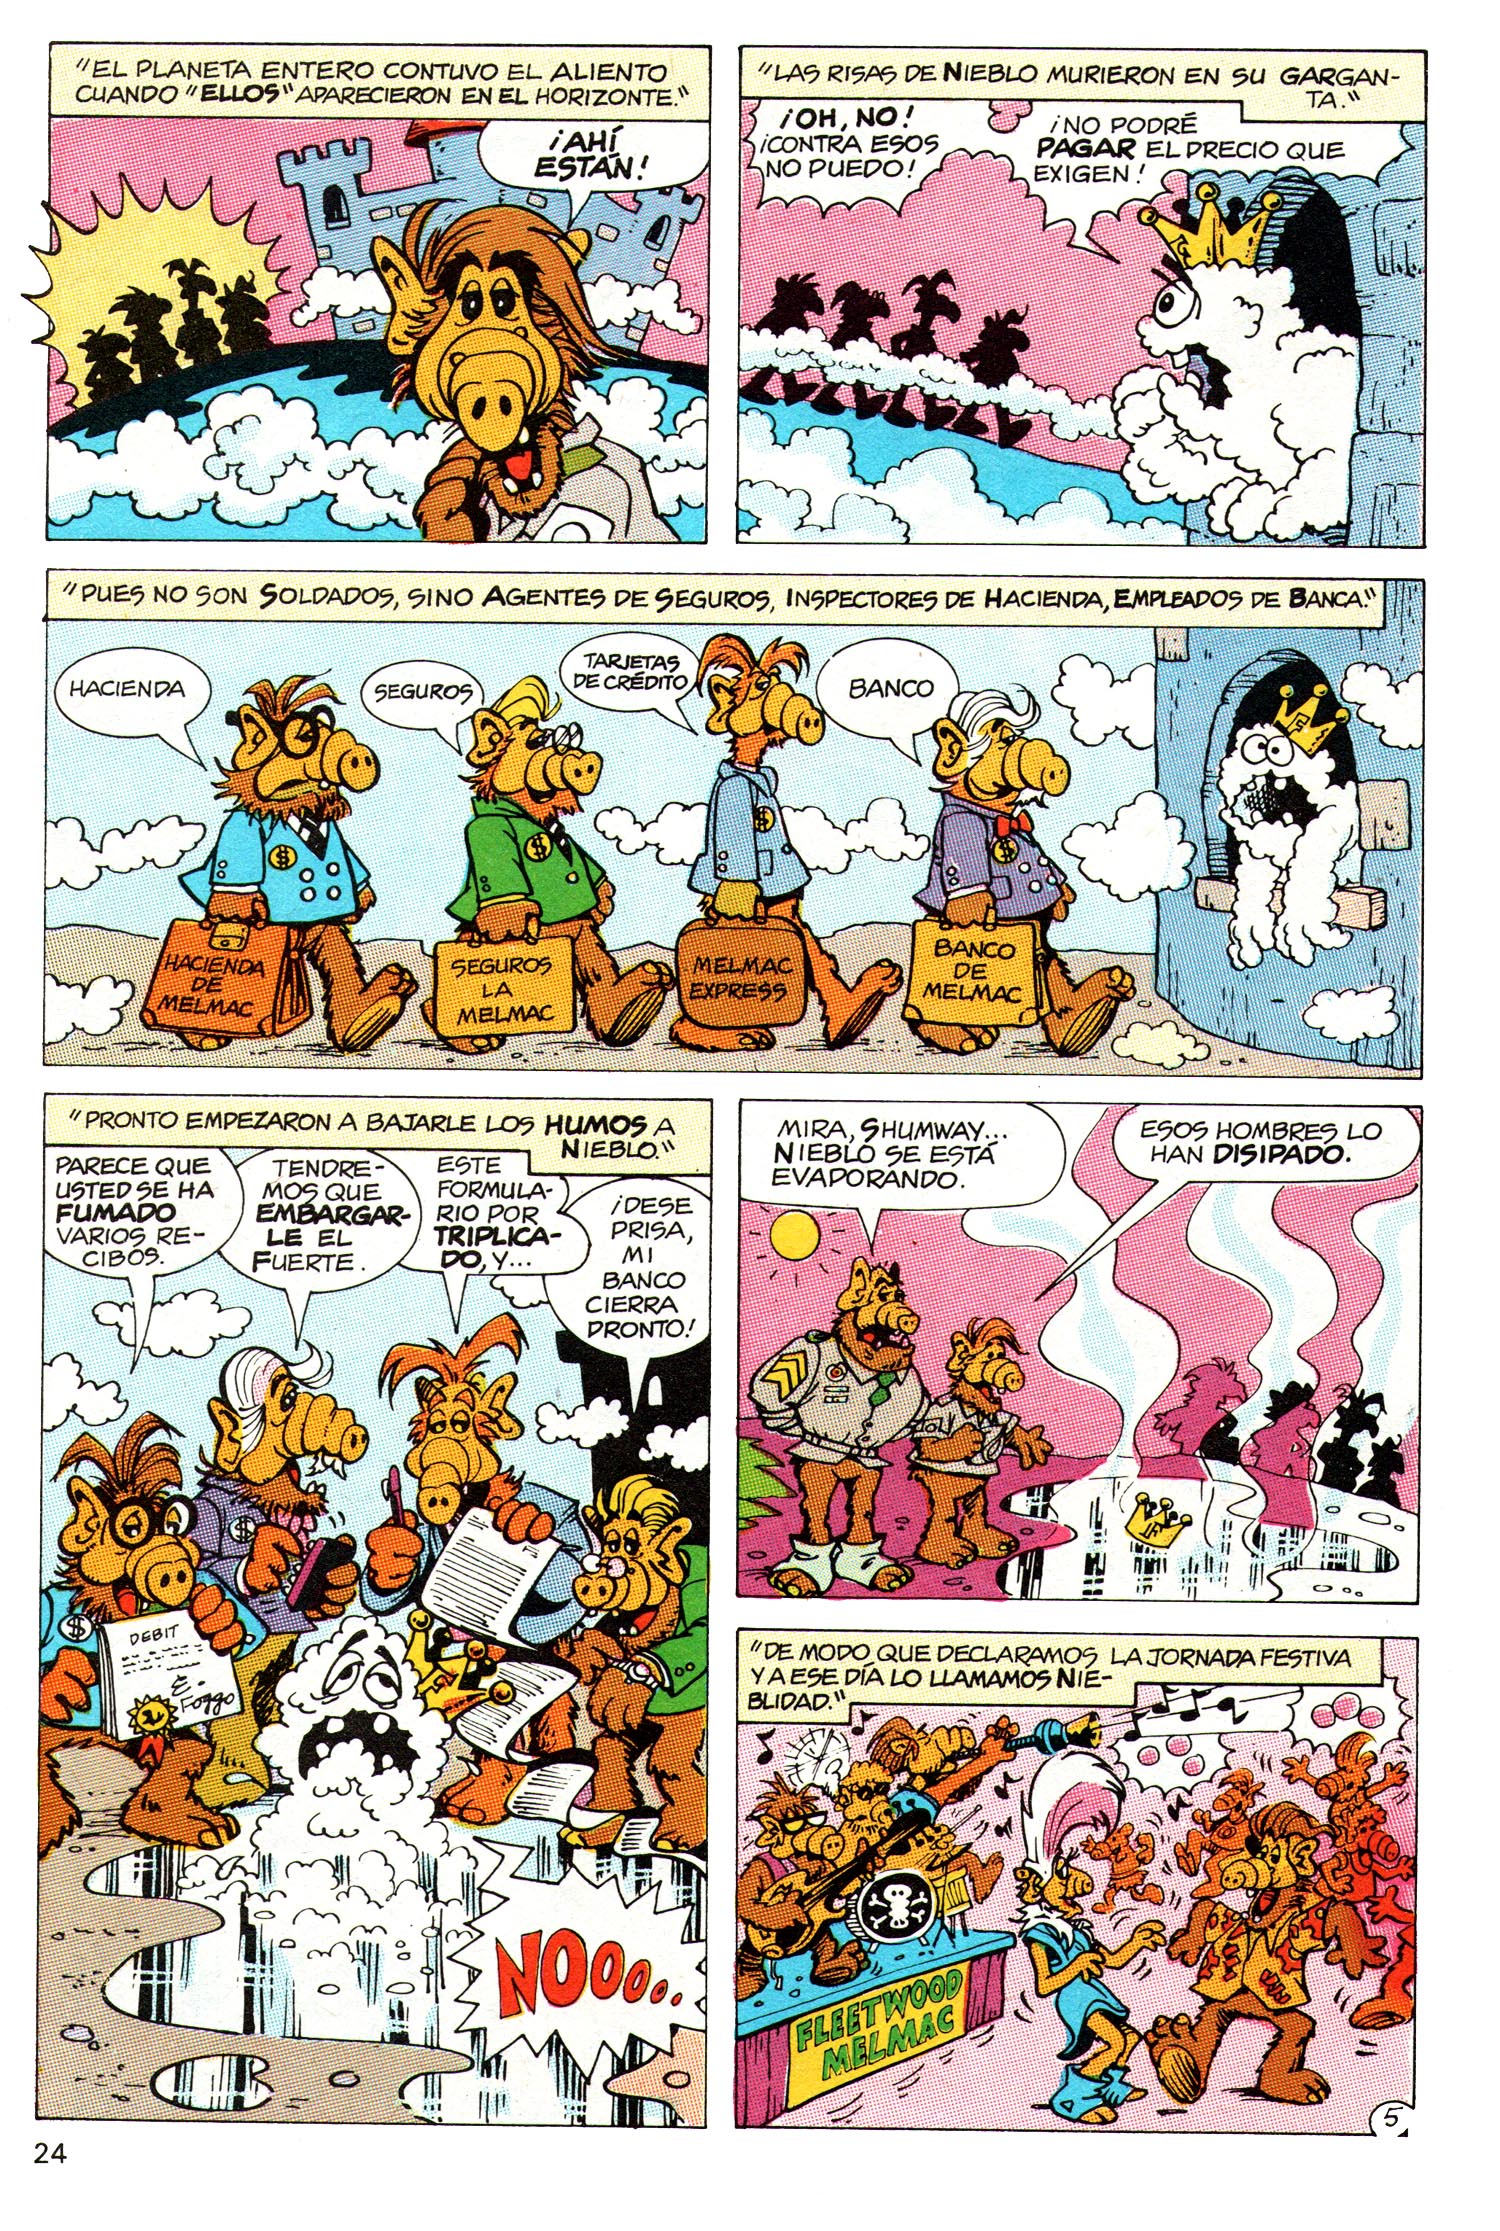 "EL PLANETA ENTERO CONTUVO EL ALIENTO
CUANDO "ELLOS" APARECIERON EN EL HORIZONTE."
¡AHÍ
ESTÁN!
"LAS RISAS DE NIEBLO MURIERON EN SU GARGAN-
TA."
¡OH, NO!
¡CONTRA ESOS
NO PUEDO!
¡NO PODRÉ
PAGAR EL PRECIO QUE
EXIGEN!
"PUES NO SON SOLDADOS, SINO AGENTES DE SEGUROS, INSPECTORES DE HACIENDA, EMPLEADOS DE BANCA."
HACIENDA
SEGUROS
TARJETAS
DE CRÉDITO
BANCO
HACIENDA
DE
MELMAC
SEGUROS
LA
MELMAC
MELMAC
EXPRESS
BANCO
DE
MELMAC
"PRONTO EMPEZARON A BAJARLE LOS HUMOS A
NIEBLO."
PARECE QUE
USTED SE HA
FUMADO
VARIOS RE-
CIBOS.
TENDRE-
MOS QUE
EMBARGAR-
LE EL
FUERTE.
ESTE
FORMULA-
RIO POR
TRIPLICA-
DO, Y...
¡DESE
PRISA,
MI
BANCO
CIERRA
PRONTO!
DEBIT
E.
Foggo
NOOO...
MIRA, SHUMWAY...
NIEBLO SE ESTÁ
EVAPORANDO.
ESOS HOMBRES LO
HAN DISIPADO.
"DE MODO QUE DECLARAMOS LA JORNADA FESTIVA
Y A ESE DÍA LO LLAMAMOS NIE-
BLIDAD."
FLEETWOOD
MELMAC
5
24